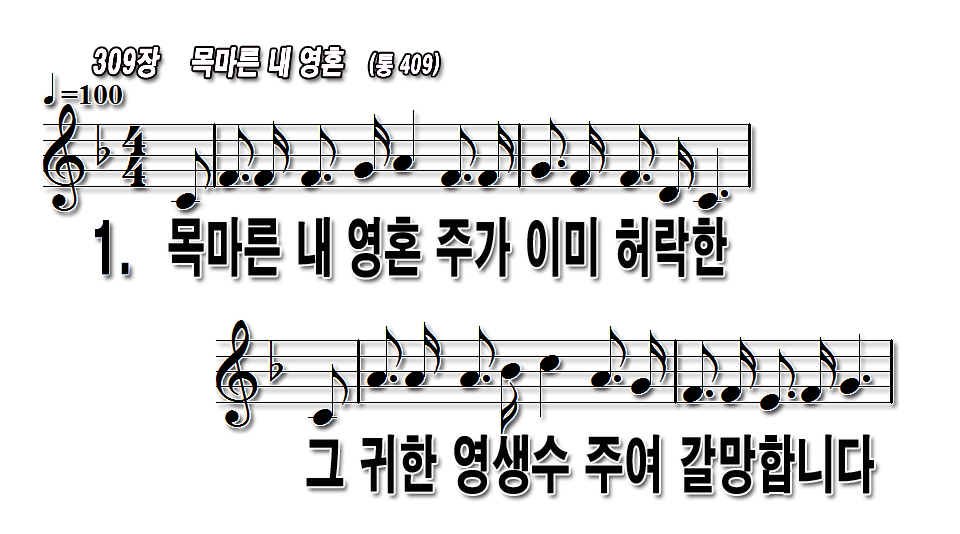 309장 목마른 내 영혼 (통 409)
♩=100
4
4
1. 목마른 내 영혼 주가 이미 허락한
그 귀한 영생수 주여 갈망합니다